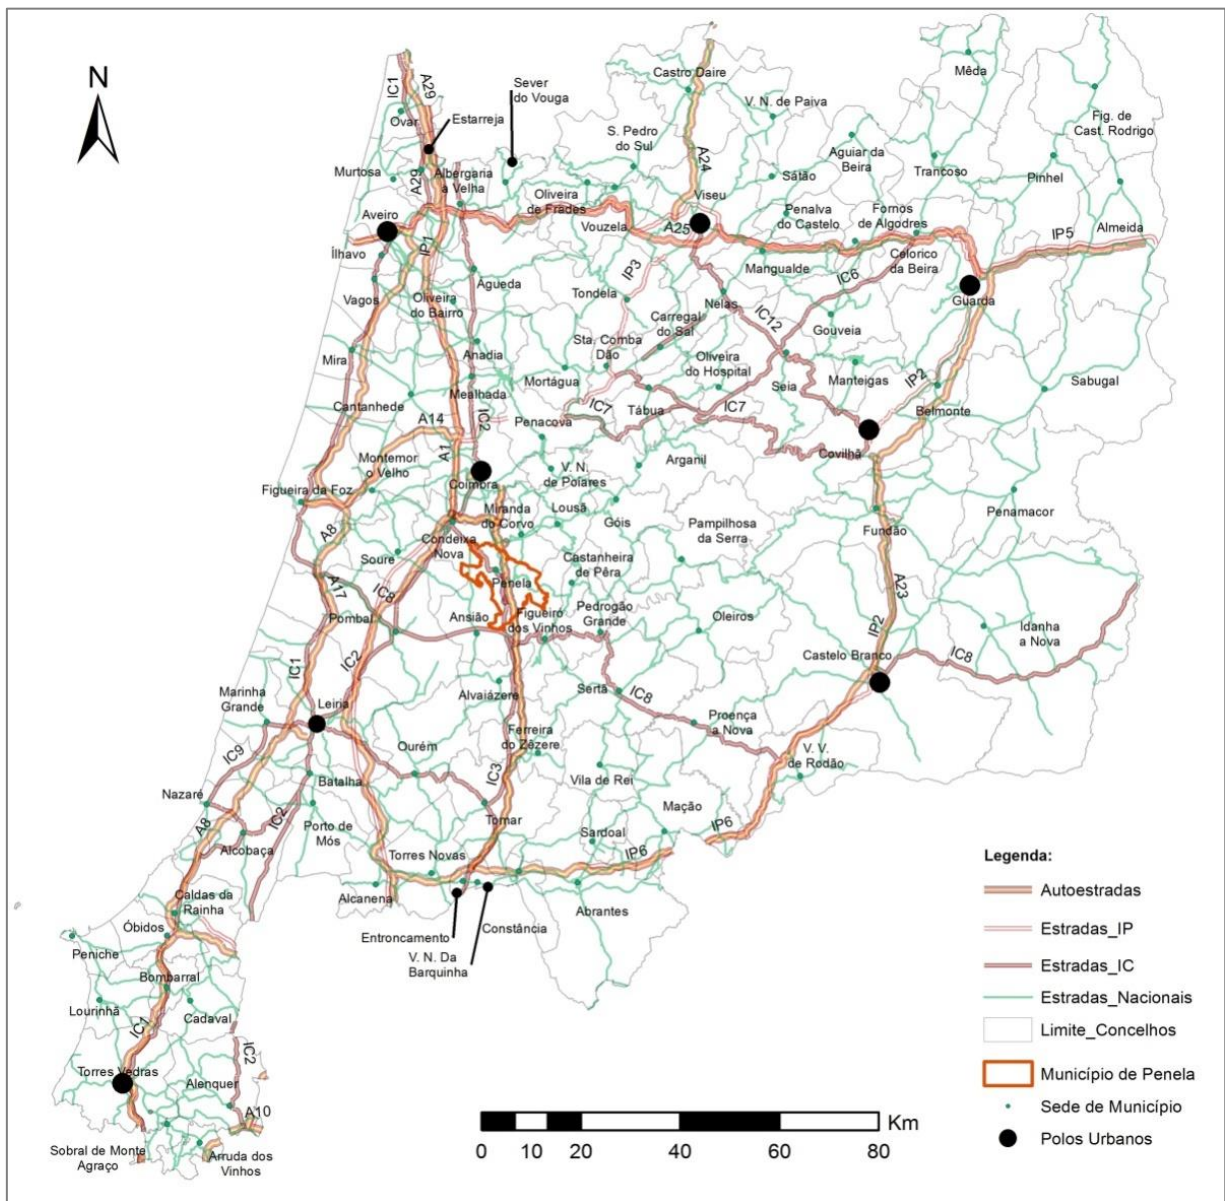 N
IC1
A29
Sever
do Vouga
Estarreja
Ovar
Murtosa
A29
Albergaria
a Velha
Castro Daire
V. N. de Paiva
S. Pedro
do Sul
A24
Mêda
Fig. de
Cast. Rodrigo
Aguiar da
Beira
Trancoso
Pinhel
Sátão
Aveiro
Oliveira
de Frades
Vouzela
Viseu
A25
Penalva
do Castelo
Fornos
de Algodres
IP5
Almeida
Ílhavo
IP1
Vagos
Águeda
Oliveira
do Bairro
IP3
Tondela
Mangualde
Celorico
da Beira
IC6
Guarda
Nelas
Carregal
do Sal
IC12
Gouveia
Mira
Anadia
Sta. Comba
Dão
Oliveira
do Hospital
Mortágua
Mealhada
Seia
Manteigas
IP2
Sabugal
Cantanhede
A14
IC2
Penacova
IC7
Tábua
IC7
Belmonte
A1
Covilhã
Montemor
o Velho
Coimbra
V. N.
de Poiares
Arganil
Figueira da Foz
Miranda
do Corvo
Lousã
Góis
Pampilhosa
da Serra
Penamacor
Fundão
A8
Soure
Condeixa
Nova
Castanheira
de Pêra
A17
IC8
Penela
A23
Pombal
Ansião
Figueiró
dos Vinhos
Pedrogão
Grande
Oleiros
IP2
Idanha
a Nova
IC1
IC2
Castelo Branco
IC8
Marinha
Grande
Leiria
Alvaiázere
Sertã
IC8
Proença
a Nova
IC9
Ourém
Ferreira
do Zêzere
V. V.
de Rodão
Nazaré
Batalha
IC3
Vila de Rei
A8
IC2
Tomar
Mação
Alcobaça
Porto de
Mós
Sardoal
IP6
IP6
Torres Novas
Caldas da
Rainha
Alcanena
Abrantes
Óbidos
Entroncamento
Constância
V. N. Da
Barquinha
Peniche
Bombarral
Lourinhã
Cadaval
IC1
IC2
Torres Vedras
Alenquer
A10
Sobral de Monte
Agraço
Arruda dos
Vinhos
Legenda:
Autoestradas
Estradas_IP
Estradas_IC
Estradas_Nacionais
Limite_Concelhos
Município de Penela
Sede de Município
Polos Urbanos
Km
0 10 20 40 60 80